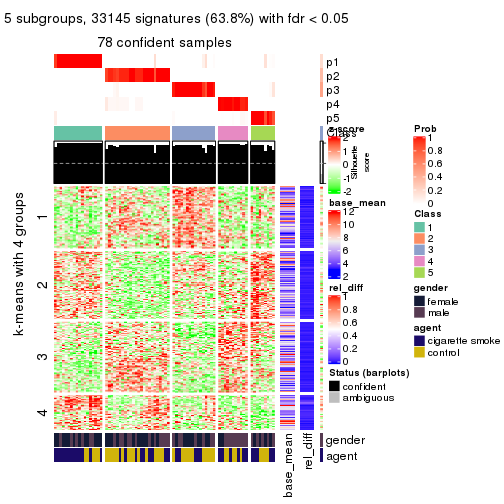 5 subgroups, 33145 signatures (63.8%) with fdr < 0.05
78 confident samples
p1
p2
p3
p4
p5
Class
Silhouette
score
k-means with 4 groups
1
2
3
4
base_mean
rel_diff
gender
agent
z-score
2
1
0
-1
-2
base_mean
12
10
8
6
4
2
rel_diff
1
0.8
0.6
0.4
0.2
0
Status (barplots)
confident
ambiguous
Prob
1
0.8
0.6
0.4
0.2
0
Class
1
2
3
4
5
gender
female
male
agent
cigarette smoke
control